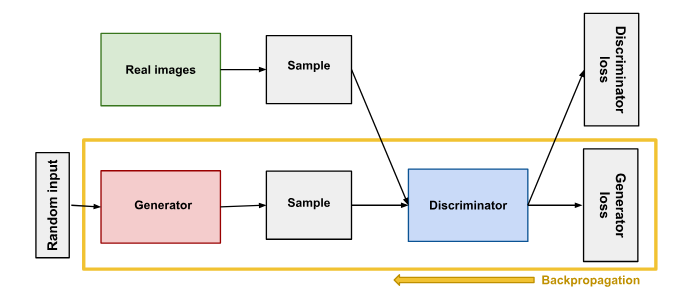 Real images
Sample
Discriminator
loss
Random input
Generator
Sample
Discriminator
Generator
loss
Backpropagation